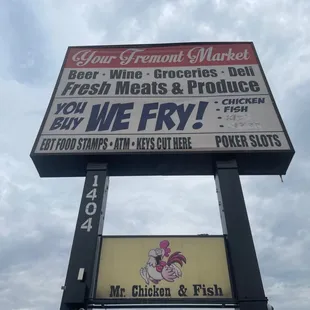 Your Fremont Market
Beer · Wine · Groceries · Deli
Fresh Meats & Produce
YOU BUY WE FRY!
· CHICKEN
· FISH
EBT FOOD STAMPS · ATM · KEYS CUT HERE
POKER SLOTS
1404
Mr. Chicken & Fish